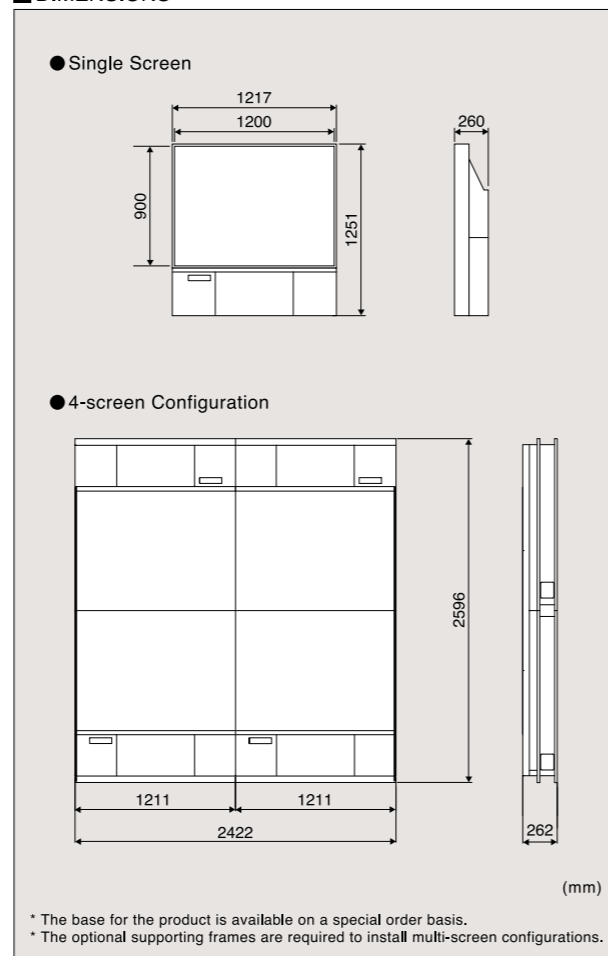 ● Single Screen
1217
1200
260
900
1251
● 4-screen Configuration
2596
1211 1211
2422
262
(mm)
* The base for the product is available on a special order basis.
* The optional supporting frames are required to install multi-screen configurations.